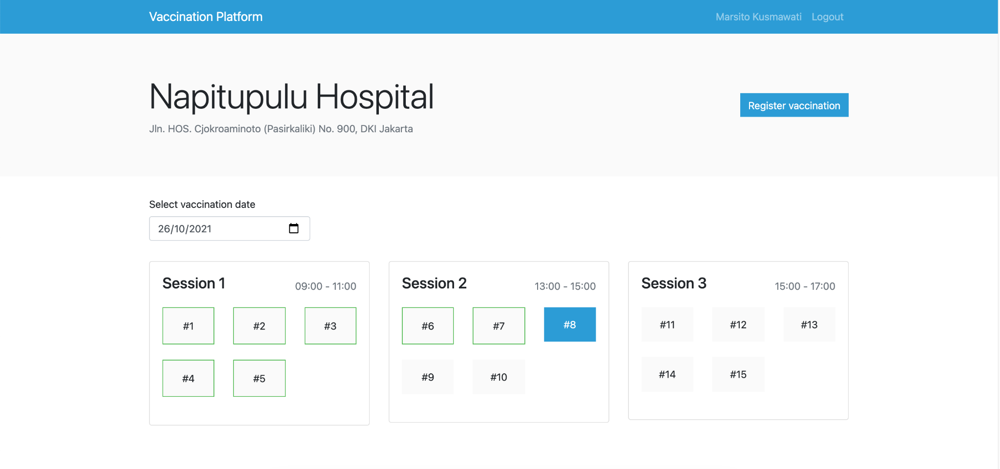 Vaccination Platform
Marsito Kusmawati Logout
Napitupulu Hospital
Jln. HOS. Cjokroaminoto (Pasirkaliki) No. 900, DKI Jakarta
Register vaccination
Select vaccination date
26/10/2021
Session 1
09:00 - 11:00
#1 #2 #3
#4 #5
Session 2
13:00 - 15:00
#6 #7 #8
#9 #10
Session 3
15:00 - 17:00
#11 #12 #13
#14 #15